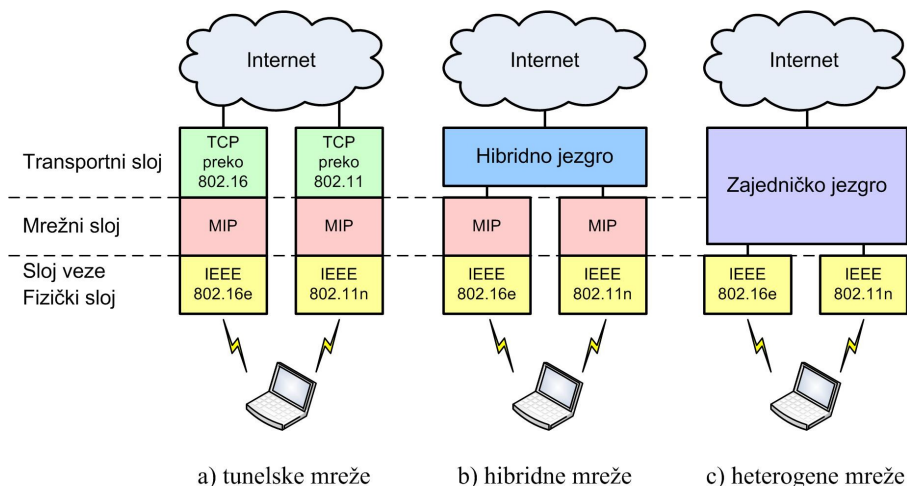 Internet
Internet
Internet
Transportni sloj
Mrežni sloj
Sloj veze
Fizički sloj
TCP
preko
802.16
TCP
preko
802.11
MIP
MIP
IEEE
802.16e
IEEE
802.11n
Hibridno jezgro
MIP
MIP
IEEE
802.16e
IEEE
802.11n
Zajedničko jezgro
IEEE
802.16e
IEEE
802.11n
a) tunelske mreže
b) hibridne mreže
c) heterogene mreže